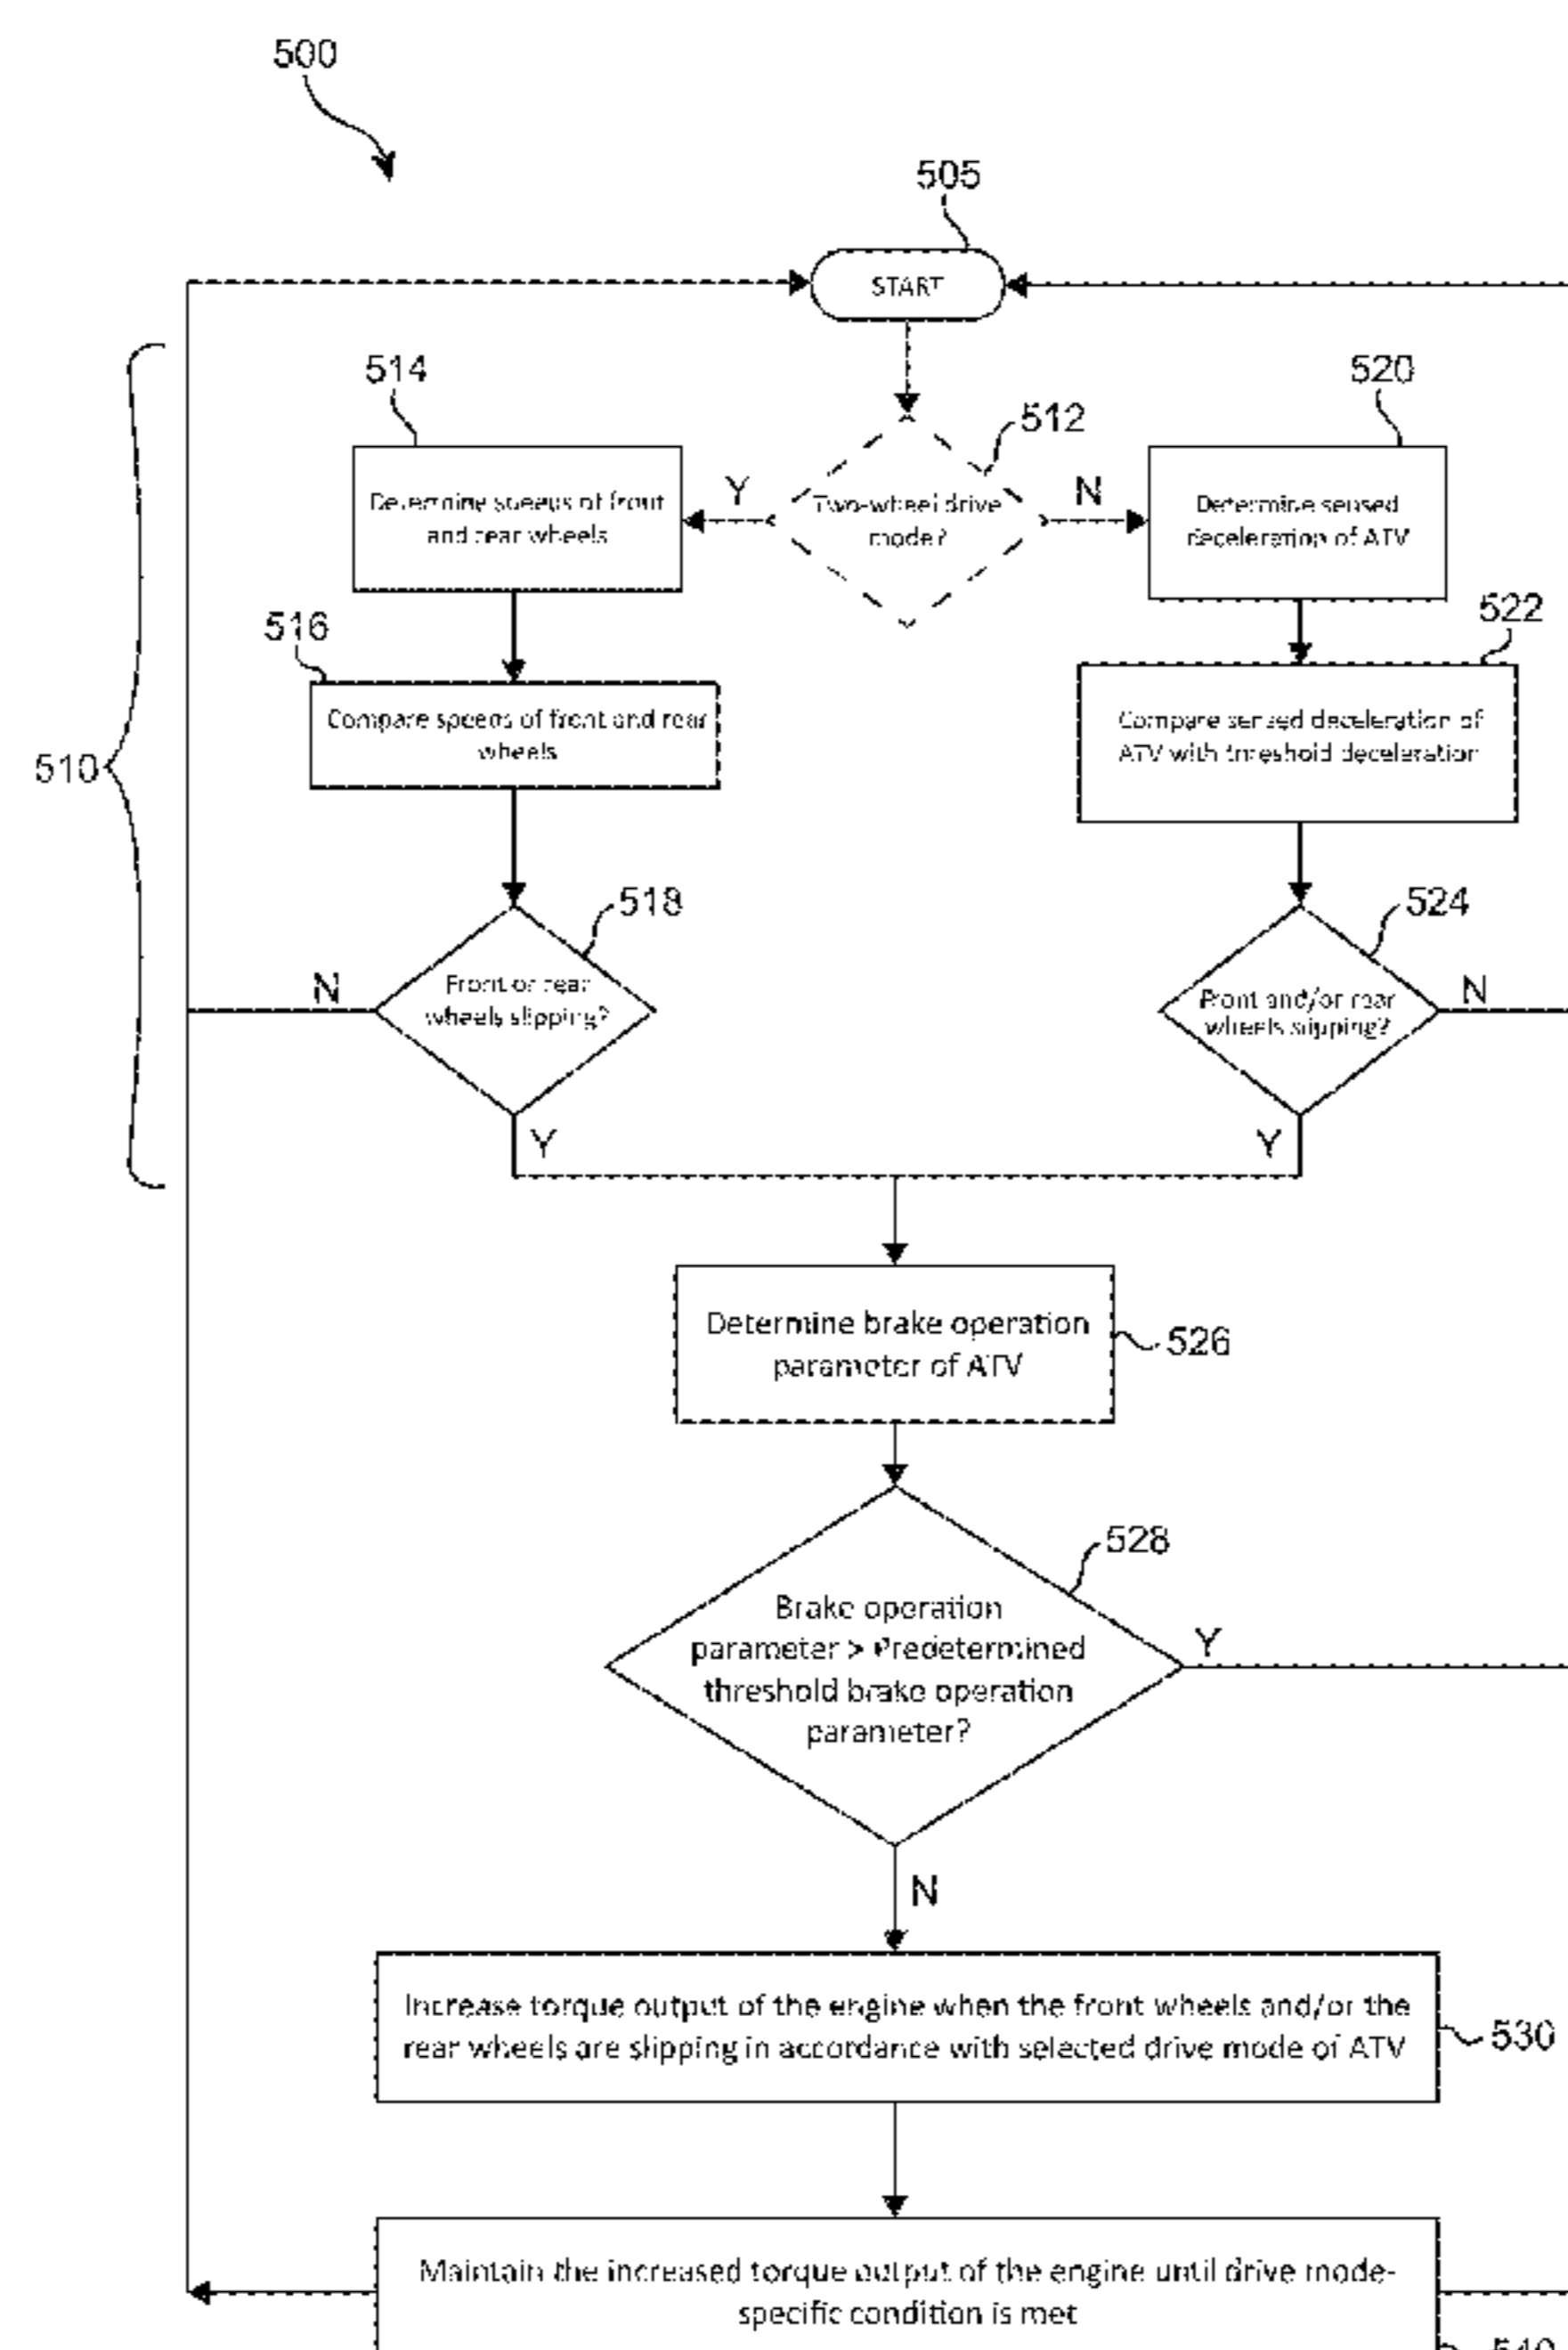 500
505
START
514
512
520
Determine speeds of front
and rear wheels
Y
Two-wheel drive
mode?
N
Determine sensed
deceleration of ATV
516
522
Compare speeds of front and rear
wheels
Compare sensed deceleration of
ATV with threshold deceleration
510
518
524
N
Front or rear
wheels slipping?
Front and/or rear
wheels slipping?
N
Y
Y
Determine brake operation
parameter of ATV
526
528
Brake operation
parameter > Predetermined
threshold brake operation
parameter?
Y
N
Increase torque output of the engine when the front wheels and/or the
rear wheels are slipping in accordance with selected drive mode of ATV
530
Maintain the increased torque output of the engine until drive mode-
specific condition is met